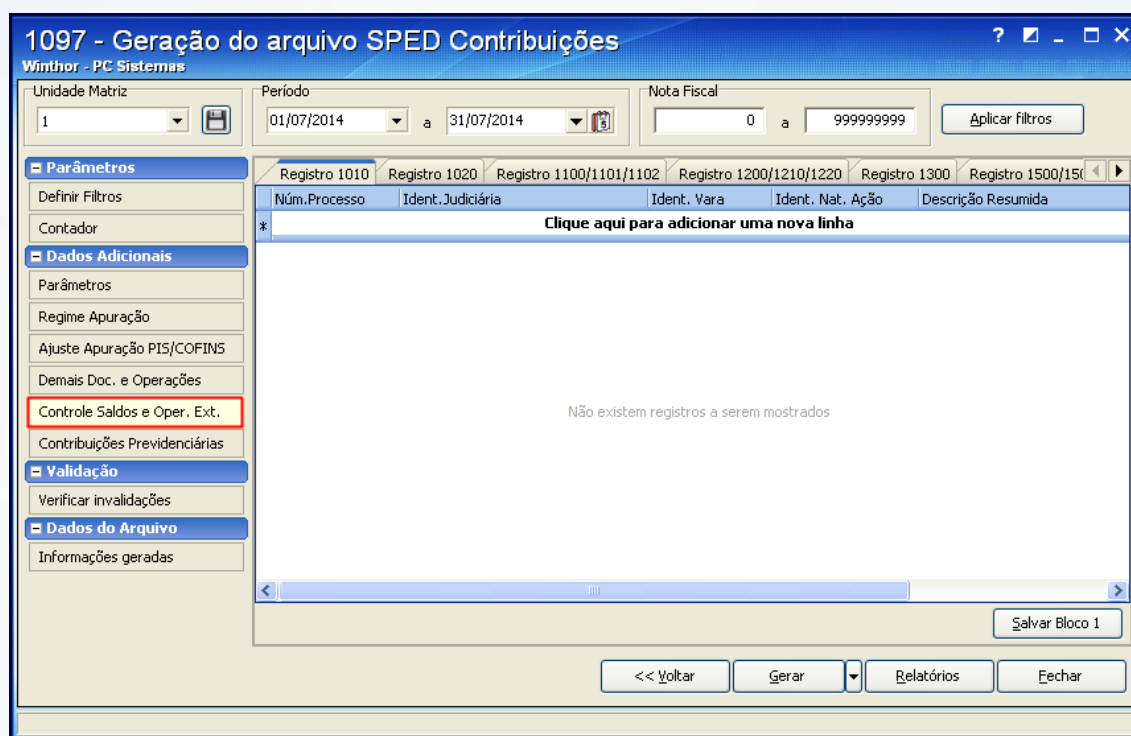 1097 - Geração do arquivo SPED Contribuições
Winthor - PC Sistemas
Unidade Matriz Período Nota Fiscal
1 01/07/2014 a 31/07/2014 0 a 999999999 Aplicar filtros
Parâmetros
Definir Filtros
Contador
Dados Adicionais
Parâmetros
Regime Apuração
Ajuste Apuração PIS/COFINS
Demais Doc. e Operações
Controle Saldos e Oper. Ext.
Contribuições Previdenciárias
Validação
Verificar invalidações
Dados do Arquivo
Informações geradas
Registro 1010 Registro 1020 Registro 1100/1101/1102 Registro 1200/1210/1220 Registro 1300 Registro 1500/15
Núm.Processo Ident.Judiciária Ident. Vara Ident. Nat. Ação Descrição Resumida
* Clique aqui para adicionar uma nova linha
Não existem registros a serem mostrados
Salvar Bloco 1
<< Voltar Gerar Relatórios Fechar